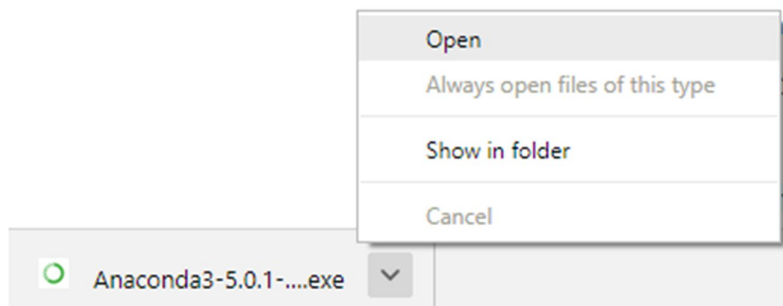 Open
Always open files of this type
Show in folder
Cancel
Anaconda3-5.0.1-....exe